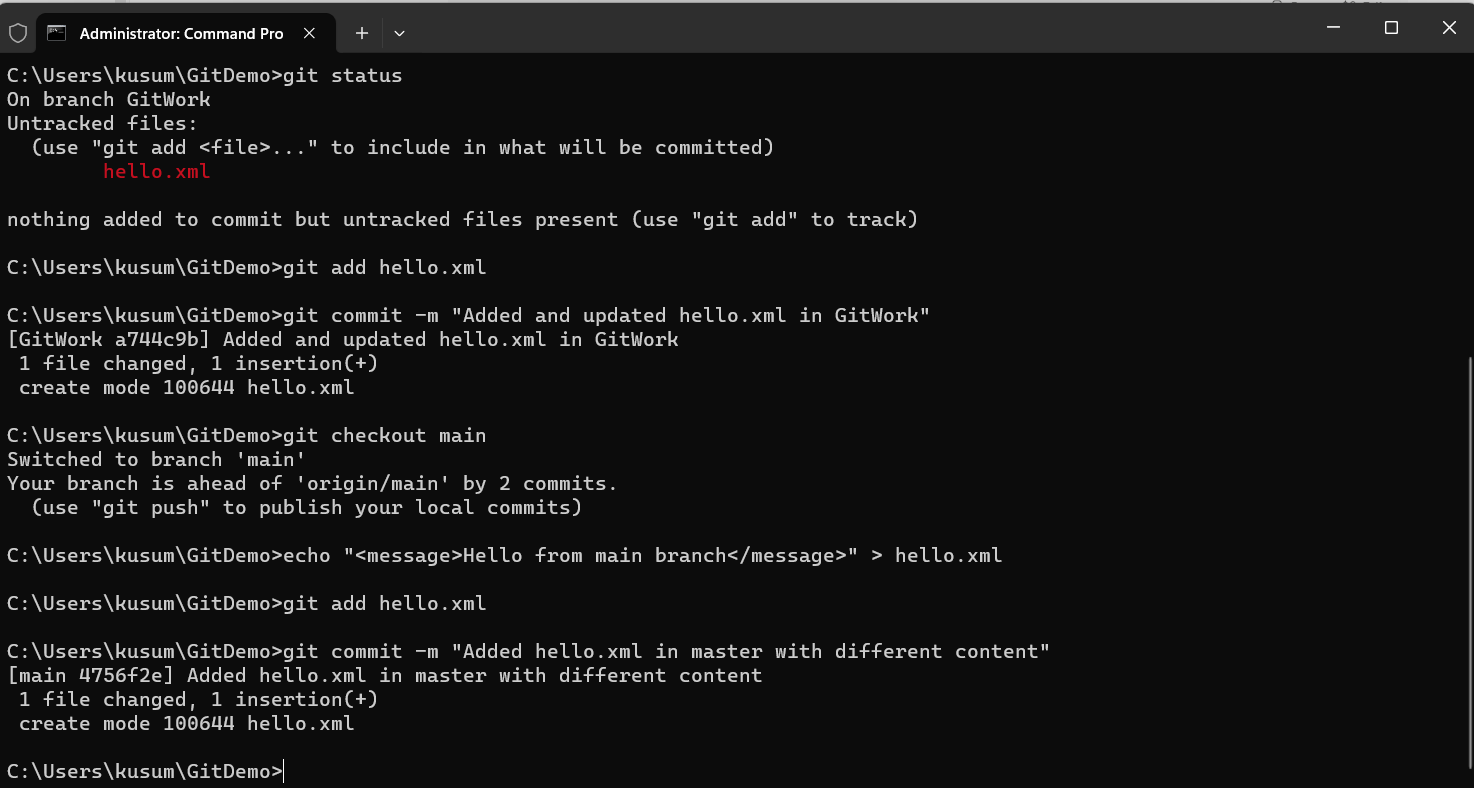 Administrator: Command Pro
C:\Users\kusum\GitDemo>git status
On branch GitWork
Untracked files:
  (use "git add <file>..." to include in what will be committed)
        hello.xml

nothing added to commit but untracked files present (use "git add" to track)

C:\Users\kusum\GitDemo>git add hello.xml

C:\Users\kusum\GitDemo>git commit -m "Added and updated hello.xml in GitWork"
[GitWork a744c9b] Added and updated hello.xml in GitWork
 1 file changed, 1 insertion(+)
 create mode 100644 hello.xml

C:\Users\kusum\GitDemo>git checkout main
Switched to branch 'main'
Your branch is ahead of 'origin/main' by 2 commits.
  (use "git push" to publish your local commits)

C:\Users\kusum\GitDemo>echo "<message>Hello from main branch</message>" > hello.xml

C:\Users\kusum\GitDemo>git add hello.xml

C:\Users\kusum\GitDemo>git commit -m "Added hello.xml in master with different content"
[main 4756f2e] Added hello.xml in master with different content
 1 file changed, 1 insertion(+)
 create mode 100644 hello.xml

C:\Users\kusum\GitDemo>